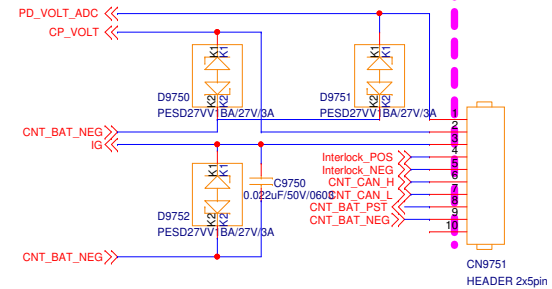 PD_VOLT_ADC
CP_VOLT
K1 K1
K2 K2
D9750
PESD27VV1BA/27V/3A
K1 K1
K2 K2
D9751
PESD27VV1BA/27V/3A
CNT_BAT_NEG
IG
K1 K1
K2 K2
D9752
PESD27VV1BA/27V/3A
C9750
0.022uF/50V/0603
CNT_BAT_NEG
Interlock_POS
Interlock_NEG
CNT_CAN_H
CNT_CAN_L
CNT_BAT_PST
CNT_BAT_NEG
1
2
3
4
5
6
7
8
9
10
CN9751
HEADER 2x5pin